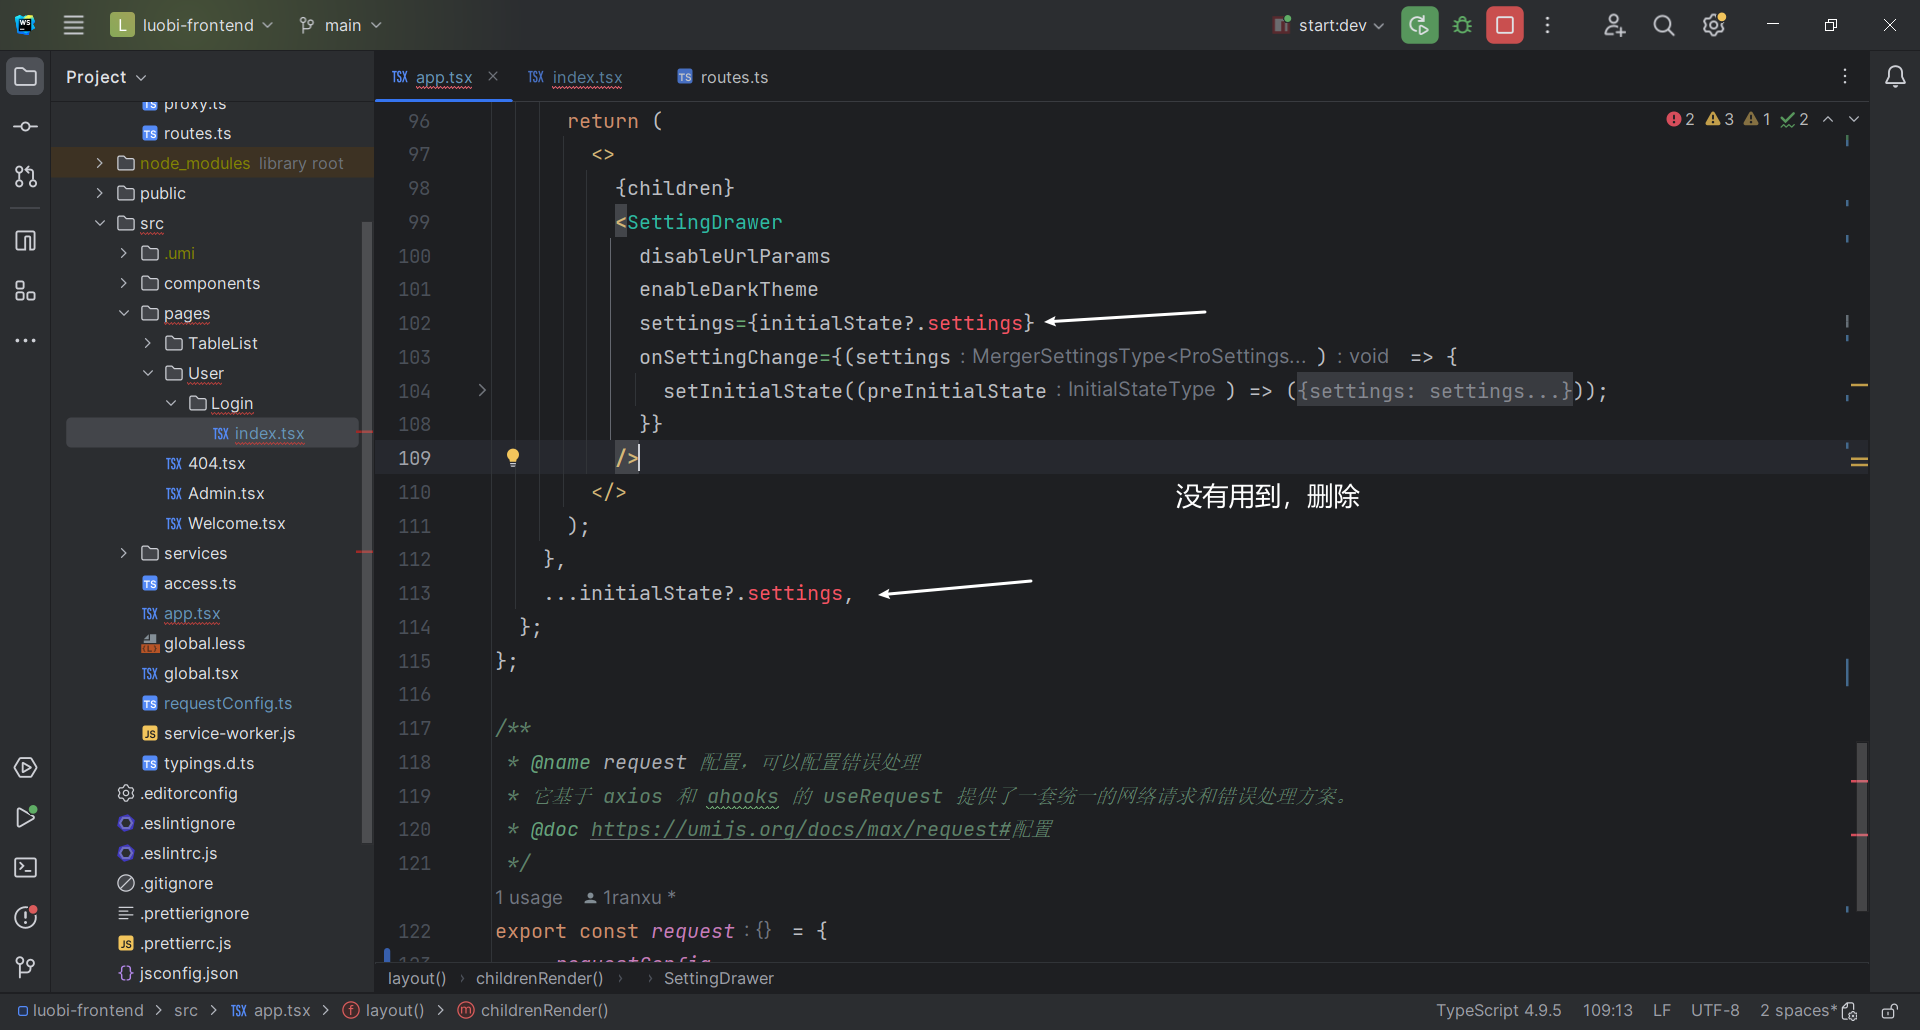 L luobi-frontend main start:dev
Project
app.tsx index.tsx routes.ts
proxy.ts
routes.ts
node_modules library root
public
src
.umi
components
pages
TableList
User
Login
index.tsx
404.tsx
Admin.tsx
Welcome.tsx
services
access.ts
app.tsx
global.less
global.tsx
requestConfig.ts
service-worker.js
typings.d.ts
.editorconfig
.eslintignore
.eslintrc.js
.gitignore
.prettierignore
.prettierrc.js
jsconfig.json
2 3 1 2
96 return (
97 <>
98 {children}
99 <SettingDrawer
100 disableUrlParams
101 enableDarkTheme
102 settings={initialState?.settings}
103 onSettingChange={(settings : MergerSettingsType<ProSettings... ) : void => {
104 setInitialState((preInitialState : InitialStateType ) => ({settings: settings...}));
108 }}
109 />
110 </>
没有用到，删除
111 );
112 },
113 ...initialState?.settings,
114 };
115 };
116
117 /**
118 * @name request 配置，可以配置错误处理
119 * 它基于 axios 和 ahooks 的 useRequest 提供了一套统一的网络请求和错误处理方案。
120 * @doc https://umijs.org/docs/max/request#配置
121 */
1 usage 1ranxu *
122 export const request : {} = {
123 ...requestConfig
layout() childrenRender() SettingDrawer
luobi-frontend src app.tsx layout() childrenRender() TypeScript 4.9.5 109:13 LF UTF-8 2 spaces*